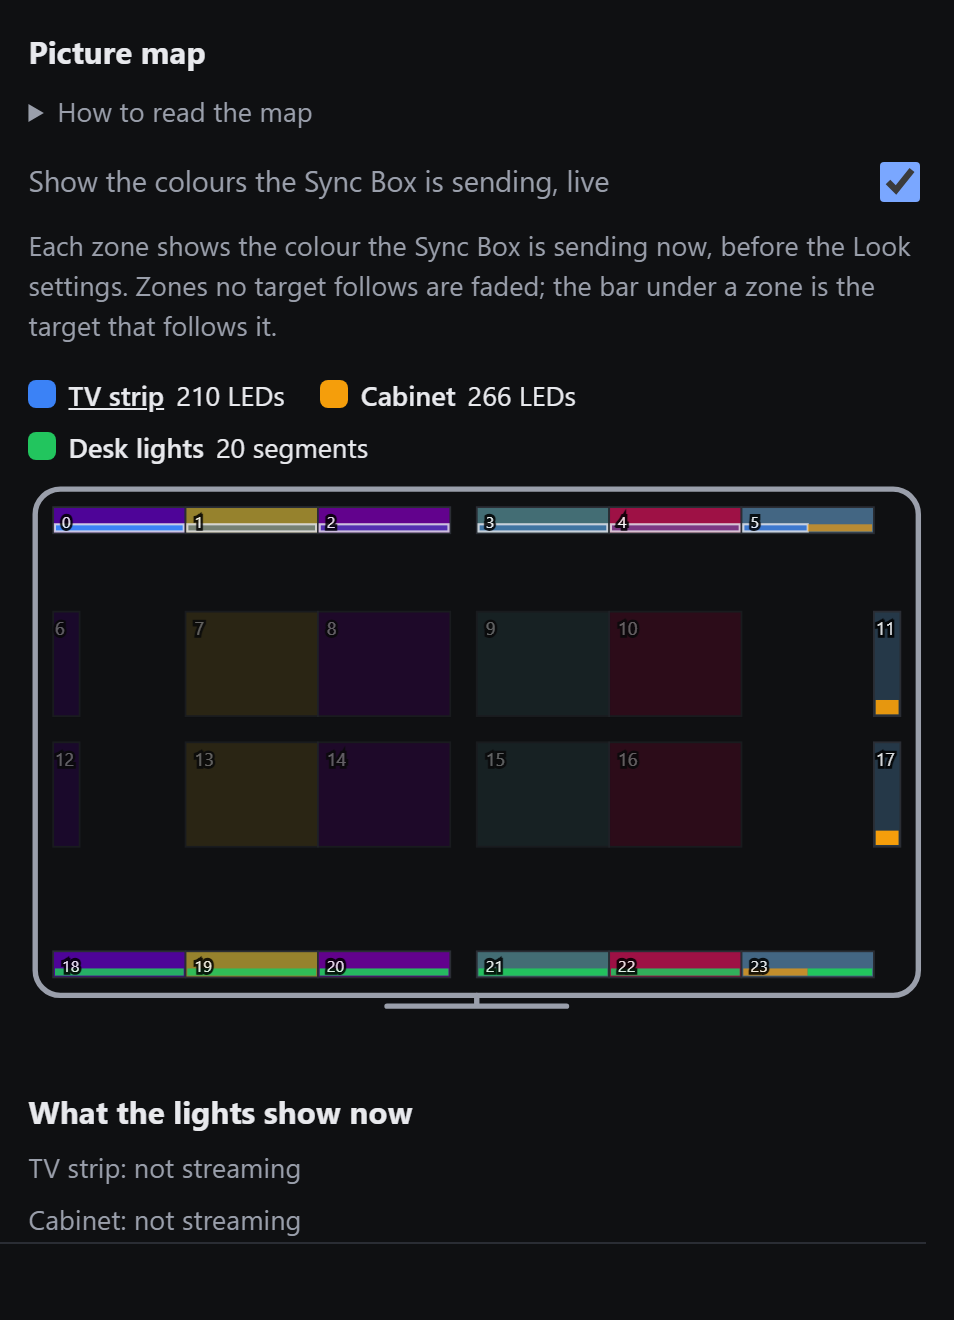 Picture map
How to read the map
Show the colours the Sync Box is sending, live
Each zone shows the colour the Sync Box is sending now, before the Look
settings. Zones no target follows are faded; the bar under a zone is the
target that follows it.
TV strip 210 LEDs Cabinet 266 LEDs
Desk lights 20 segments
0 1 2 3 4 5
6 7 8 9 10 11
12 13 14 15 16 17
18 19 20 21 22 23
What the lights show now
TV strip: not streaming
Cabinet: not streaming